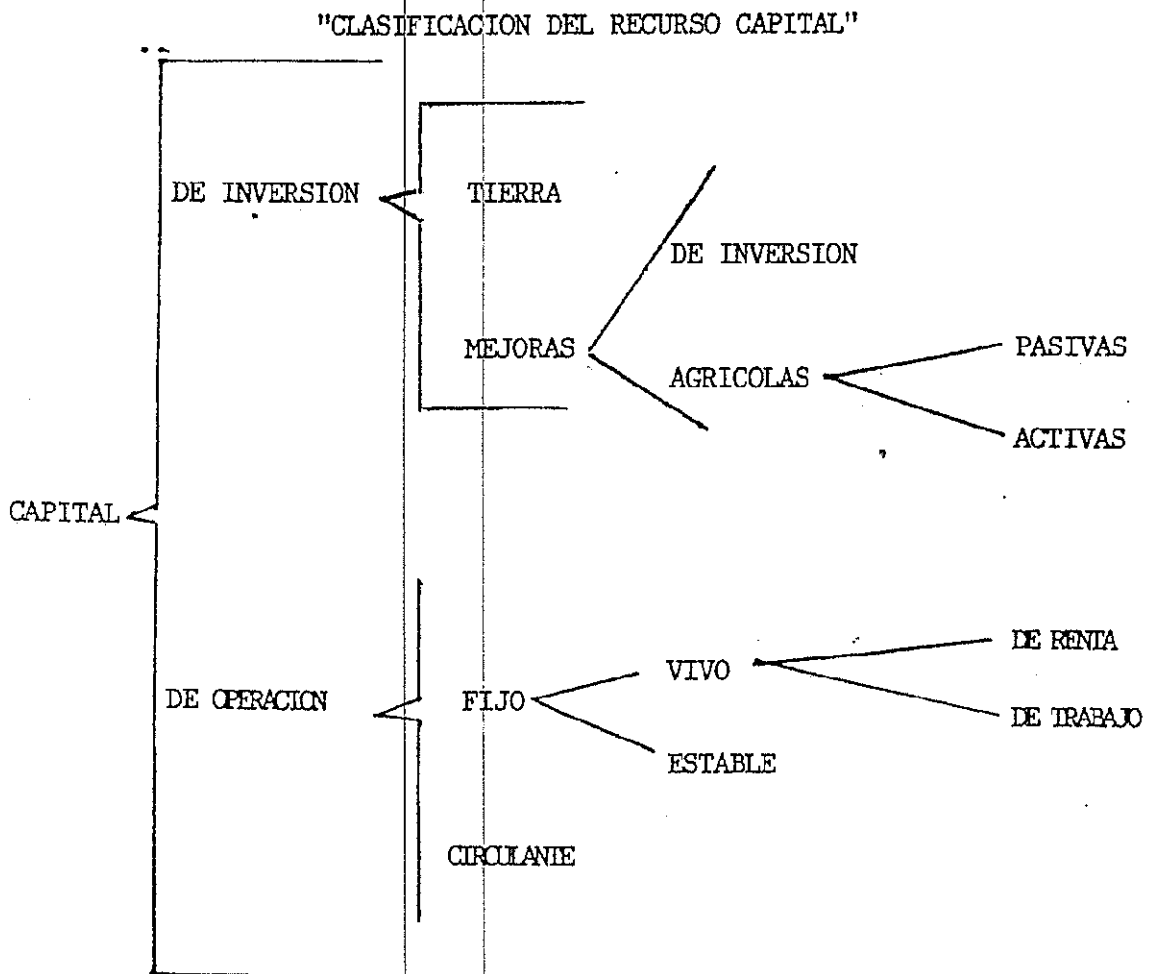 "CLASIFICACION DEL RECURSO CAPITAL"
DE INVERSION
TIERRA
DE INVERSION
MEJORAS
PASIVAS
AGRICOLAS
ACTIVAS
CAPITAL
DE OPERACION
FIJO
VIVO
DE RENTA
DE TRABAJO
ESTABLE
CIRCULANTE